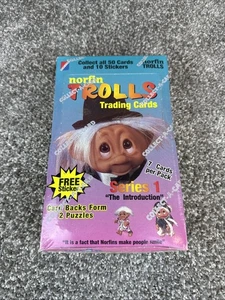 Collect all 50 Cards
and 18 Stickers
norfin
TROLLS
norfin
TROLLS
Trading Cards
FREE
Sticker
7 Cards
per Pack
Series 1
"The Introduction"
Card Backs Form
2 Puzzles
"It is a fact that Norfins make people smile"